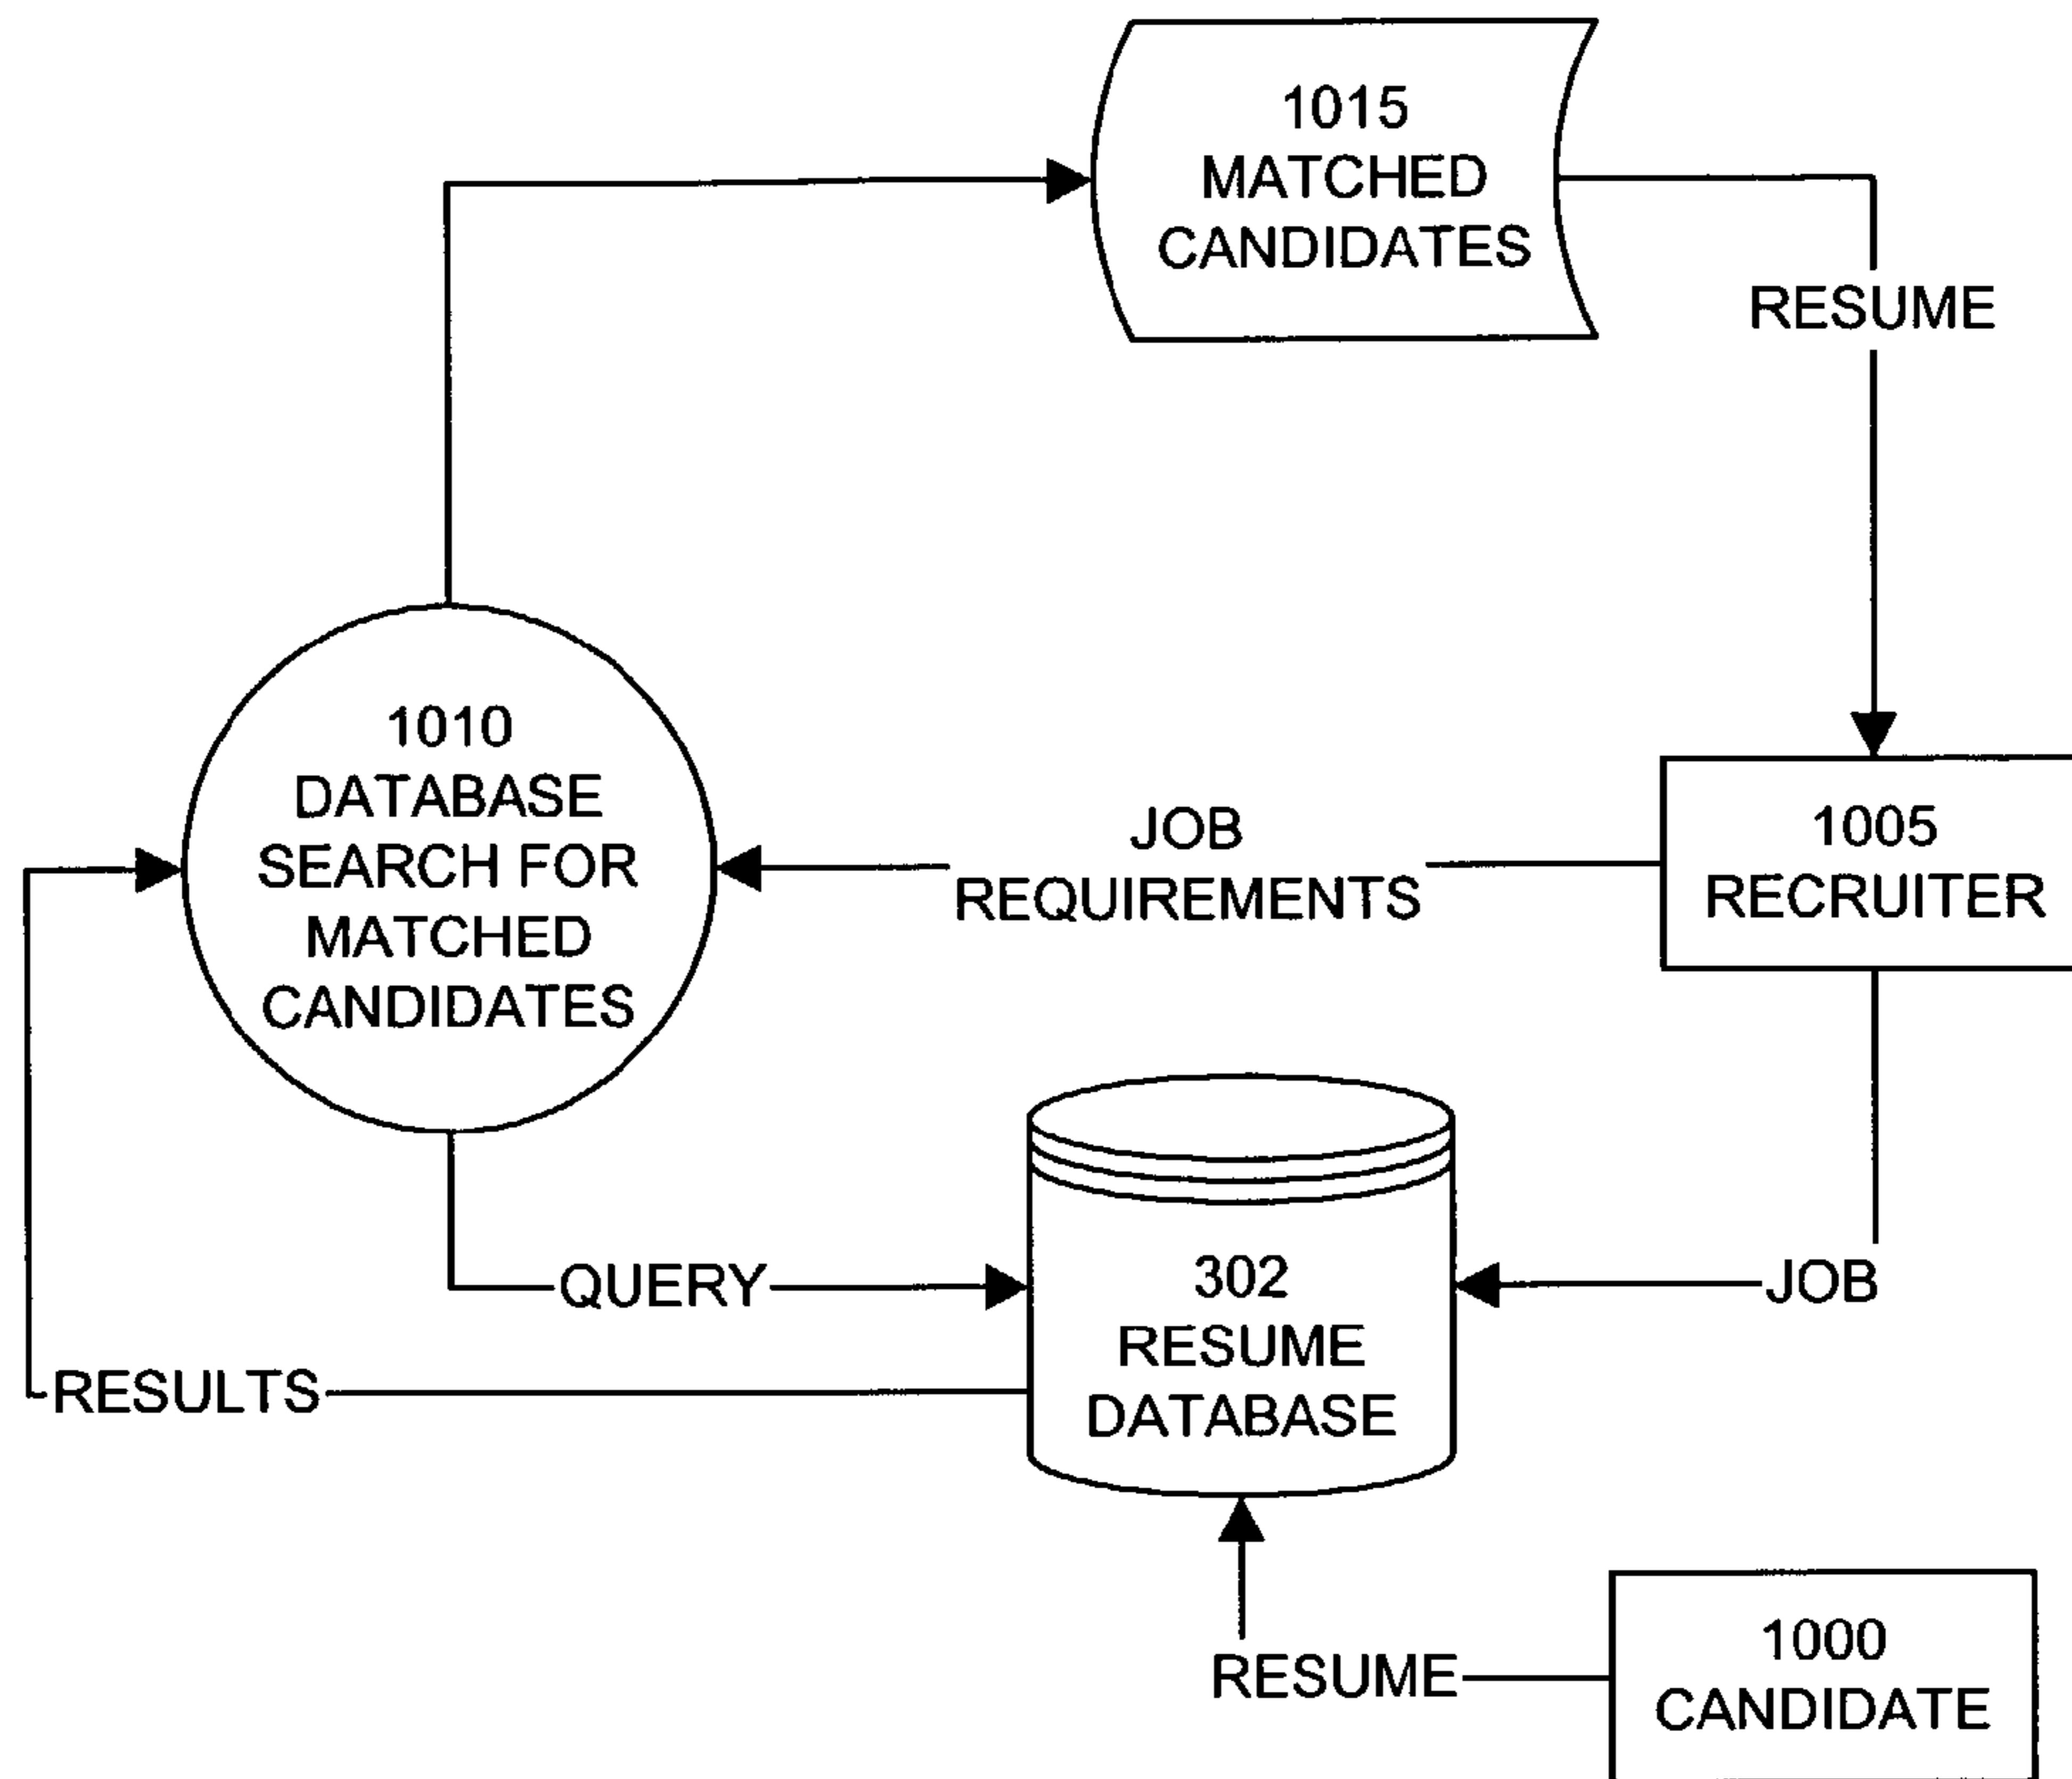 1015
MATCHED
CANDIDATES
RESUME
1010
DATABASE
SEARCH FOR
MATCHED
CANDIDATES
JOB
REQUIREMENTS
1005
RECRUITER
QUERY
302
RESUME
DATABASE
JOB
RESULTS
RESUME
1000
CANDIDATE